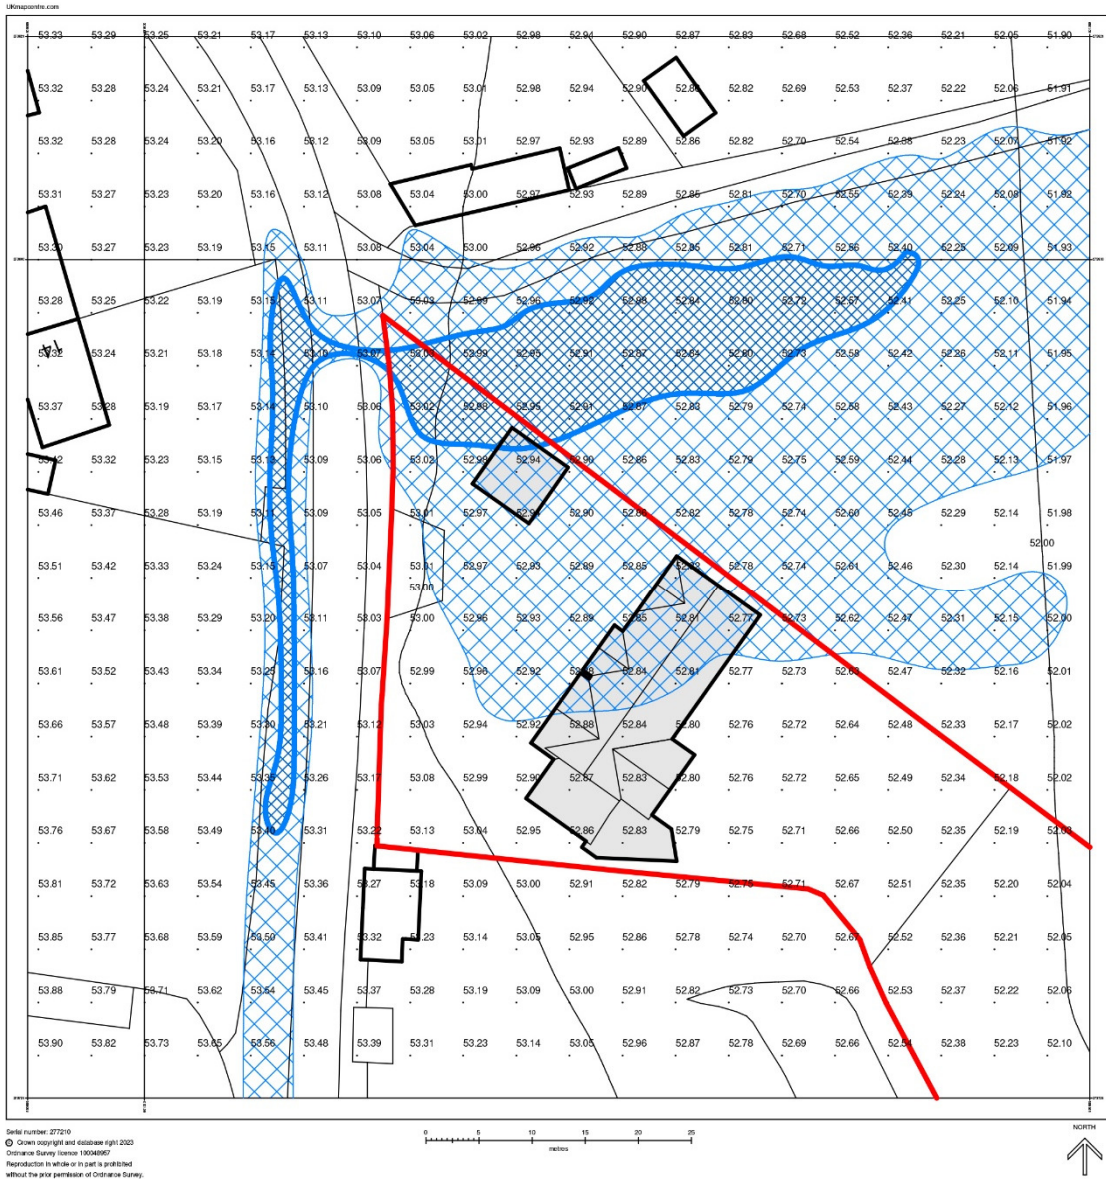 UKmapcentre.com
53.33 53.29 53.25 53.21 53.17 53.13 53.10 53.06 53.02 52.98 52.94 52.90 52.87 52.83 52.68 52.52 52.36 52.21 52.05 51.90
53.32 53.28 53.24 53.21 53.17 53.13 53.09 53.05 53.01 52.98 52.94 52.90 52.86 52.82 52.69 52.53 52.37 52.22 52.06 51.91
53.32 53.28 53.24 53.20 53.16 53.12 53.09 53.05 53.01 52.97 52.93 52.89 52.86 52.82 52.70 52.54 52.38 52.23 52.07 51.92
53.31 53.27 53.23 53.20 53.16 53.12 53.08 53.04 53.00 52.97 52.93 52.89 52.85 52.81 52.70 52.55 52.39 52.24 52.08 51.92
53.30 53.27 53.23 53.19 53.15 53.11 53.08 53.04 53.00 52.96 52.92 52.88 52.85 52.81 52.71 52.56 52.40 52.25 52.09 51.93
53.28 53.25 53.22 53.19 53.15 53.11 53.07 53.03 52.99 52.96 52.92 52.88 52.84 52.80 52.72 52.57 52.41 52.25 52.10 51.94
14
53.24 53.21 53.18 53.14 53.10 53.07 53.03 52.99 52.95 52.91 52.87 52.84 52.80 52.73 52.58 52.42 52.26 52.11 51.95
53.37 53.28 53.19 53.17 53.14 53.10 53.06 53.02 52.98 52.95 52.91 52.87 52.83 52.79 52.74 52.58 52.43 52.27 52.12 51.96
53.42 53.32 53.23 53.15 53.13 53.09 53.06 53.02 52.98 52.94 52.90 52.86 52.83 52.79 52.75 52.59 52.44 52.28 52.13 51.97
53.46 53.37 53.28 53.19 53.11 53.09 53.05 53.01 52.97 52.94 52.90 52.86 52.82 52.78 52.74 52.60 52.45 52.29 52.14 51.98
52.00
53.51 53.42 53.33 53.24 53.15 53.07 53.04 53.01 52.97 52.93 52.89 52.85 52.82 52.78 52.74 52.61 52.46 52.30 52.14 51.99
53.00
53.56 53.47 53.38 53.29 53.20 53.11 53.03 53.00 52.96 52.93 52.89 52.85 52.81 52.77 52.73 52.62 52.47 52.31 52.15 52.00
53.61 53.52 53.43 53.34 53.25 53.16 53.07 52.99 52.96 52.92 52.88 52.84 52.81 52.77 52.73 52.63 52.47 52.32 52.16 52.01
53.66 53.57 53.48 53.39 53.30 53.21 53.12 53.03 52.94 52.92 52.88 52.84 52.80 52.76 52.72 52.64 52.48 52.33 52.17 52.02
53.71 53.62 53.53 53.44 53.35 53.26 53.17 53.08 52.99 52.90 52.87 52.83 52.80 52.76 52.72 52.65 52.49 52.34 52.18 52.02
53.76 53.67 53.58 53.49 53.40 53.31 53.22 53.13 53.04 52.95 52.86 52.83 52.79 52.75 52.71 52.66 52.50 52.35 52.19 52.03
53.81 53.72 53.63 53.54 53.45 53.36 53.27 53.18 53.09 53.00 52.91 52.82 52.79 52.75 52.71 52.67 52.51 52.35 52.20 52.04
53.85 53.77 53.68 53.59 53.50 53.41 53.32 53.23 53.14 53.05 52.95 52.86 52.78 52.74 52.70 52.67 52.52 52.36 52.21 52.05
53.88 53.79 53.71 53.62 53.54 53.45 53.37 53.28 53.19 53.09 53.00 52.91 52.82 52.73 52.70 52.66 52.53 52.37 52.22 52.06
53.90 53.82 53.73 53.65 53.56 53.48 53.39 53.31 53.23 53.14 53.05 52.96 52.87 52.78 52.69 52.66 52.54 52.38 52.23 52.10
Serial number: 277210
© Crown copyright and database right 2023
Ordnance Survey licence 100048957
Reproduction in whole or in part is prohibited
without the prior permission of Ordnance Survey.
0 5 10 15 20 25
metres
NORTH